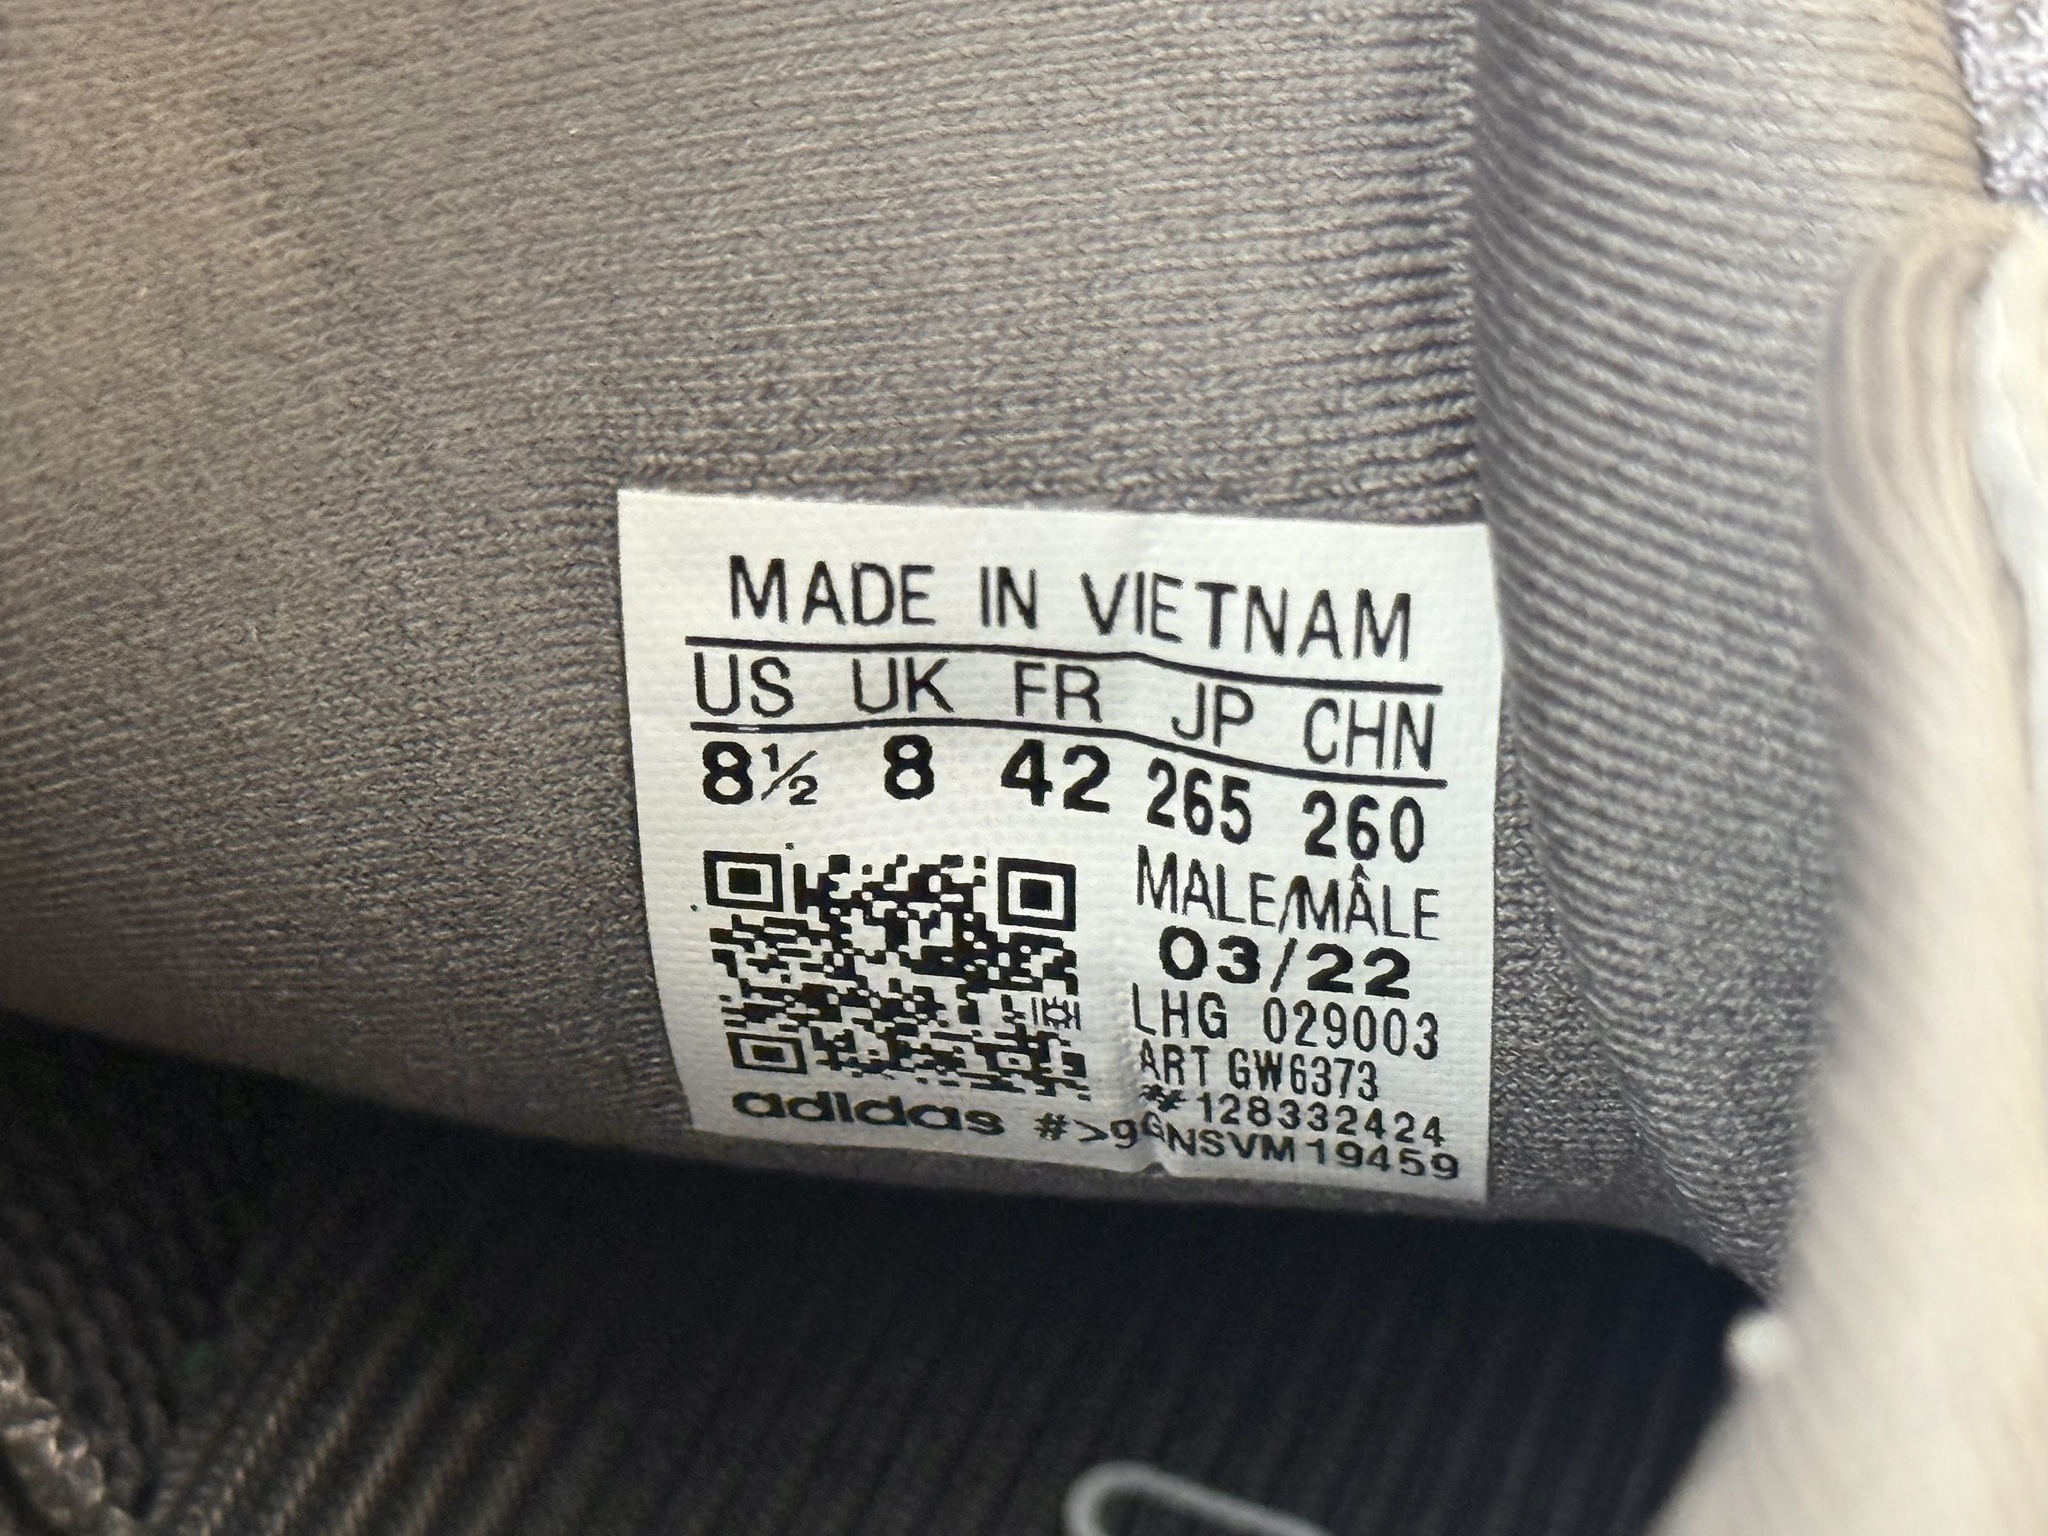 MADE IN VIETNAM
US UK FR JP CHN
8½ 8 42 265 260
MALE/MÂLE
03/22
LHG 029003
ART GW6373
** 128332424
adidas #>9GNSVM19459